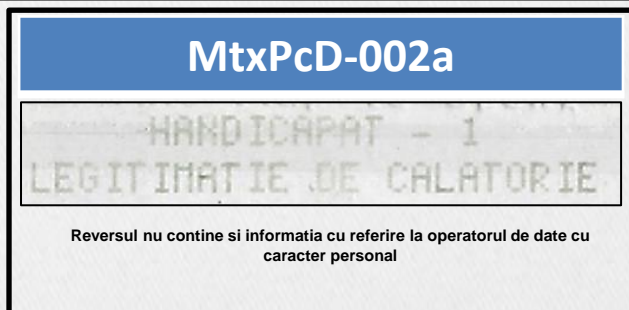 MtxPcD-002a
HANDICAPAT - 1
LEGITIMATIE DE CALATORIE
Reversul nu contine si informatia cu referire la operatorul de date cu
caracter personal